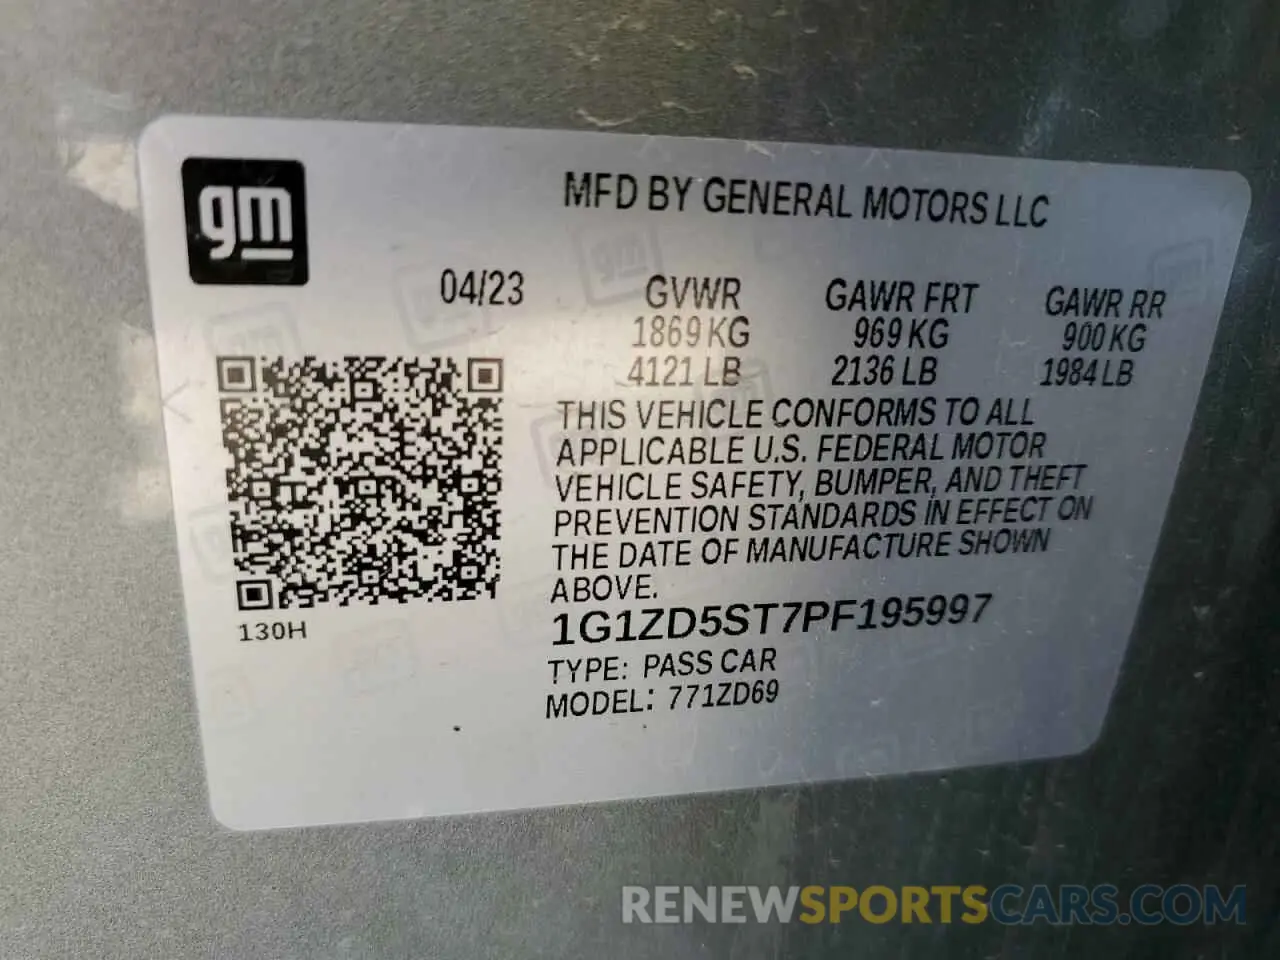 gm
MFD BY GENERAL MOTORS LLC
04/23 GVWR GAWR FRT GAWR RR
1869 KG 969 KG 900 KG
4121 LB 2136 LB 1984 LB
THIS VEHICLE CONFORMS TO ALL
APPLICABLE U.S. FEDERAL MOTOR
VEHICLE SAFETY, BUMPER, AND THEFT
PREVENTION STANDARDS IN EFFECT ON
THE DATE OF MANUFACTURE SHOWN
ABOVE.
1G1ZD5ST7PF195997
130H
TYPE: PASS CAR
MODEL: 771ZD69
RENEWSPORTSCARS.COM